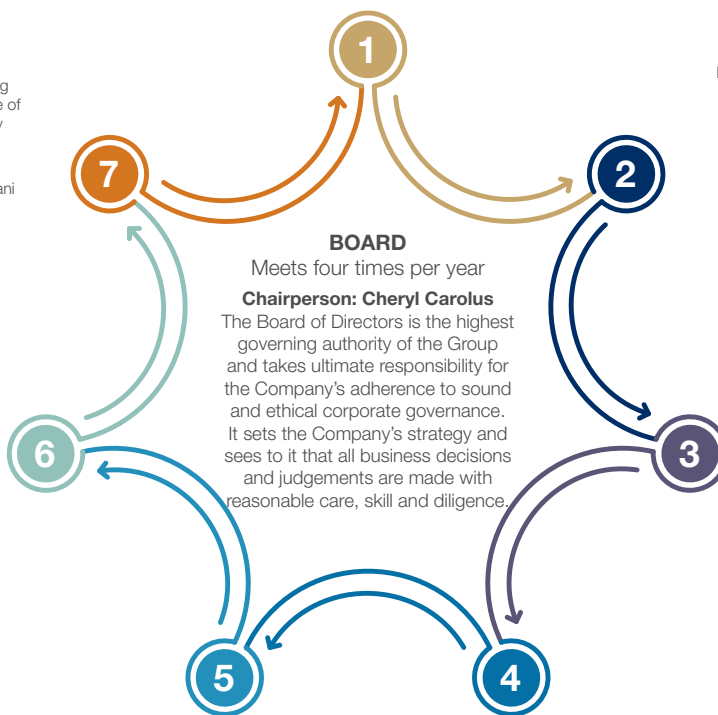 1
2
7
BOARD
Meets four times per year
Chairperson: Cheryl Carolus
The Board of Directors is the highest
governing authority of the Group
and takes ultimate responsibility for
the Company's adherence to sound
and ethical corporate governance.
It sets the Company's strategy and
sees to it that all business decisions
and judgements are made with
reasonable care, skill and diligence.
6
3
5
4